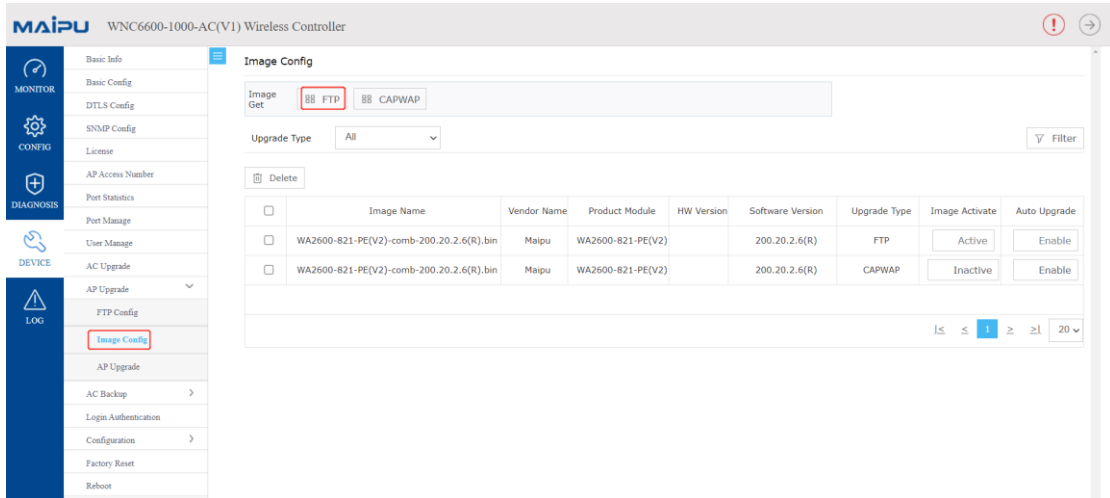 MAIPU WNC6600-1000-AC(V1) Wireless Controller
MONITOR
CONFIG
DIAGNOSIS
DEVICE
LOG
Basic Info
Basic Config
DTLS Config
SNMP Config
License
AP Access Number
Port Statistics
Port Manage
User Manage
AC Upgrade
AP Upgrade
FTP Config
Image Config
AP Upgrade
AC Backup
Login Authentication
Configuration
Factory Reset
Reboot
Image Config
Image Get FTP CAPWAP
Upgrade Type All Filter
Delete
Image Name Vendor Name Product Module HW Version Software Version Upgrade Type Image Activate Auto Upgrade
WA2600-821-PE(V2)-comb-200.20.2.6(R).bin Maipu WA2600-821-PE(V2) 200.20.2.6(R) FTP Active Enable
WA2600-821-PE(V2)-comb-200.20.2.6(R).bin Maipu WA2600-821-PE(V2) 200.20.2.6(R) CAPWAP Inactive Enable
|< < 1 > >| 20